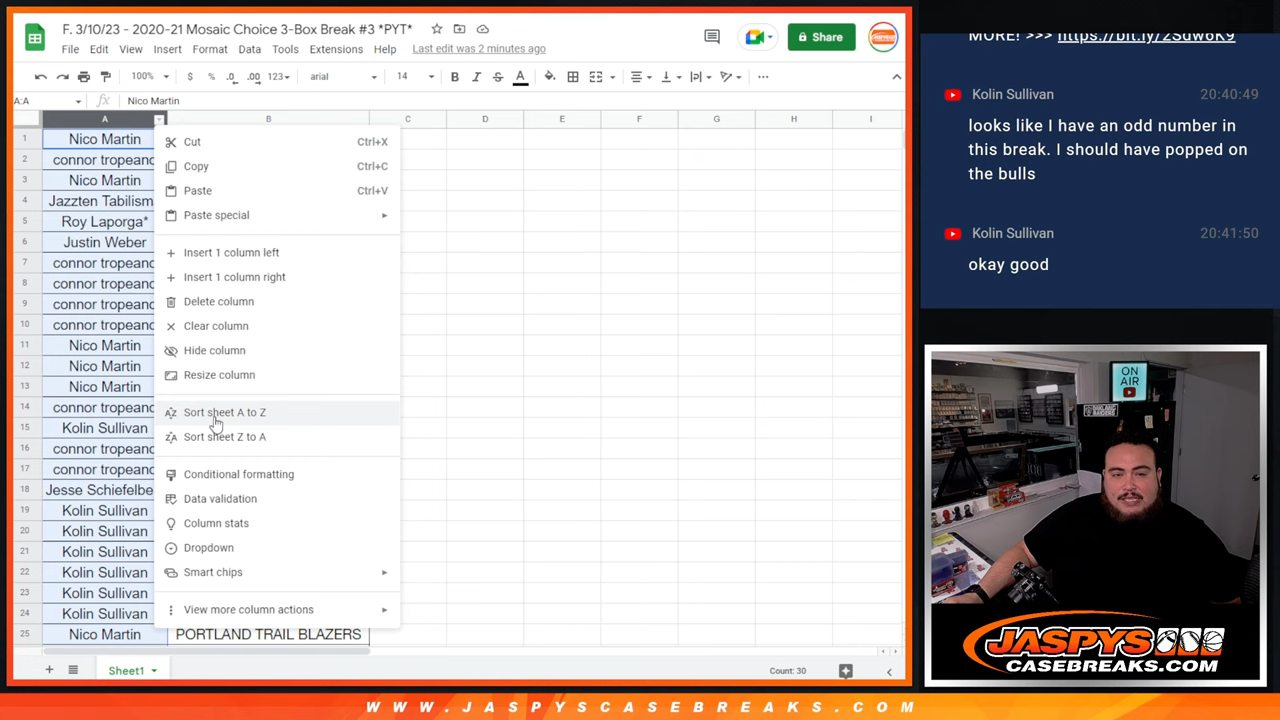 F. 3/10/23 - 2020-21 Mosaic Choice 3-Box Break #3 *PYT*
File Edit View Insert Format Data Tools Extensions Help Last edit was 2 minutes ago
Share
100% $ % .0 .00 123 arial 14 B I S A
A:A fx Nico Martin
A B C D E F G H I
1 Nico Martin
2 connor tropeano
3 Nico Martin
4 Jazzten Tabilism
5 Roy Laporga*
6 Justin Weber
7 connor tropeano
8 connor tropeano
9 connor tropeano
10 connor tropeano
11 Nico Martin
12 Nico Martin
13 Nico Martin
14 connor tropeano
15 Kolin Sullivan
16 connor tropeano
17 connor tropeano
18 Jesse Schiefelbe
19 Kolin Sullivan
20 Kolin Sullivan
21 Kolin Sullivan
22 Kolin Sullivan
23 Kolin Sullivan
24 Kolin Sullivan
25 Nico Martin PORTLAND TRAIL BLAZERS
Cut Ctrl+X
Copy Ctrl+C
Paste Ctrl+V
Paste special
Insert 1 column left
Insert 1 column right
Delete column
Clear column
Hide column
Resize column
Sort sheet A to Z
Sort sheet Z to A
Conditional formatting
Data validation
Column stats
Dropdown
Smart chips
View more column actions
Sheet1
Count: 30
MORE! >>> https://bit.ly/2Sdw6K9
Kolin Sullivan 20:40:49
looks like I have an odd number in
this break. I should have popped on
the bulls
Kolin Sullivan 20:41:50
okay good
ON
AIR
JASPYS
CASEBREAKS.COM
WWW.JASPYSCASEBREAKS.COM